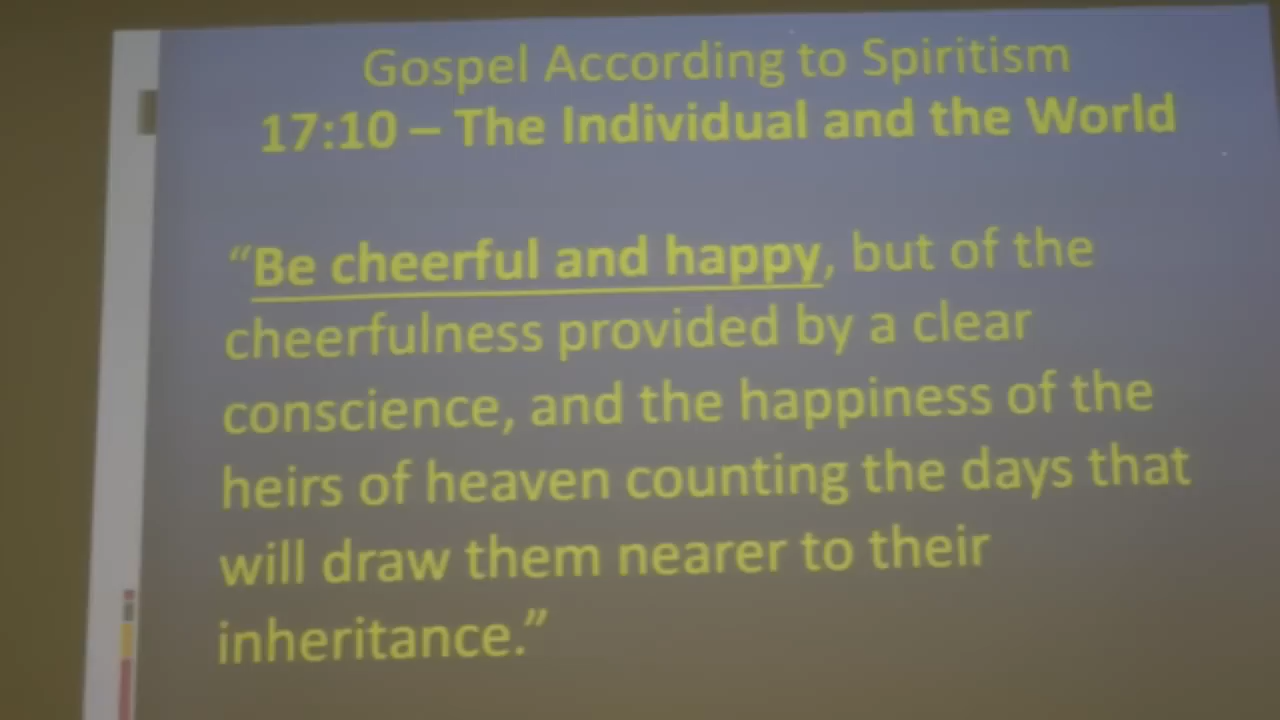 Gospel According to Spiritism
17:10 – The Individual and the World
“Be cheerful and happy, but of the
cheerfulness provided by a clear
conscience, and the happiness of the
heirs of heaven counting the days that
will draw them nearer to their
inheritance.”